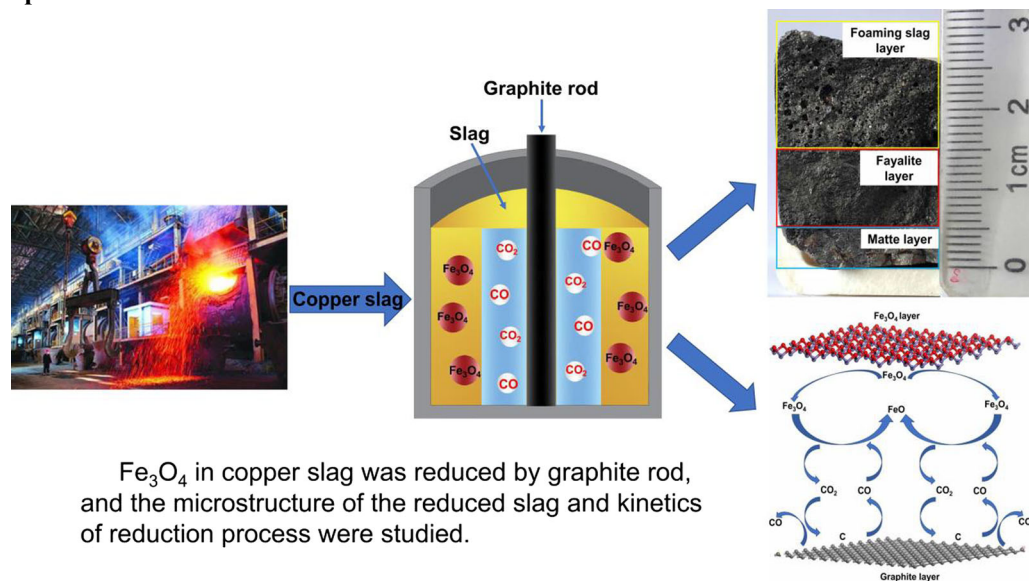 Graphite rod
Slag
Copper slag
CO₂
CO
Fe₃O₄
Fe₃O₄
CO
CO₂
Fe₃O₄
CO
Fe₃O₄
CO₂
CO
Fe₃O₄
CO
CO₂
Fe₃O₄
Foaming slag
layer
Fayalite
layer
Matte layer
3
2
1cm
0
Fe₃O₄ layer
Fe₃O₄
Fe₃O₄
FeO
Fe₃O₄
CO₂
CO
CO₂
CO
CO
C
C
CO
Graphite layer
Fe₃O₄ in copper slag was reduced by graphite rod,
and the microstructure of the reduced slag and kinetics
of reduction process were studied.